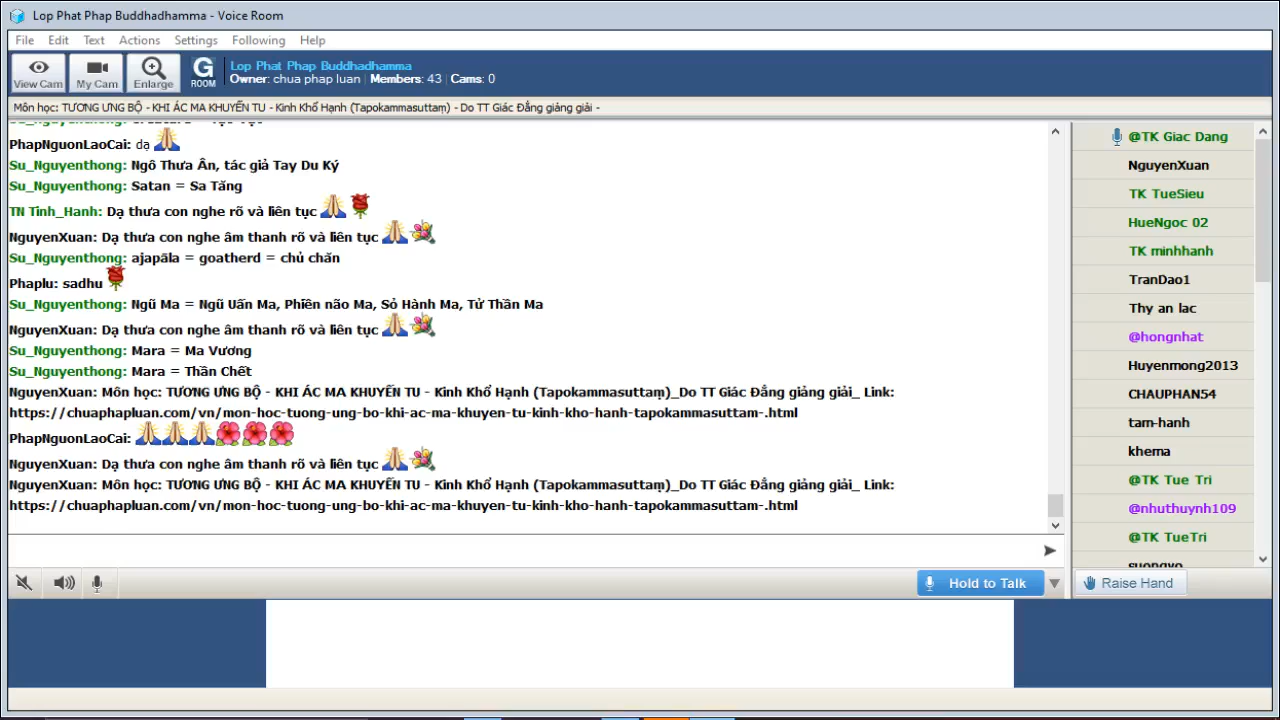 Lop Phat Phap Buddhadhamma - Voice Room
File Edit Text Actions Settings Following Help
View Cam My Cam Enlarge G ROOM
Lop Phat Phap Buddhadhamma
Owner: chua phap luan Members: 43 Cams: 0
Môn học: TƯƠNG ƯNG BỘ - KHI ÁC MA KHUYẾN TU - Kinh Khổ Hạnh (Tapokammasuttaṃ) - Do TT Giác Đẳng giảng giải -
PhapNguonLaoCai: dạ
Su_Nguyenthong: Ngô Thưa Ân, tác giả Tay Du Ký
Su_Nguyenthong: Satan = Sa Tăng
TN Tinh_Hanh: Dạ thưa con nghe rõ và liên tục
NguyenXuan: Dạ thưa con nghe âm thanh rõ và liên tục
Su_Nguyenthong: ajapāla = goatherd = chủ chăn
Phaplu: sadhu
Su_Nguyenthong: Ngũ Ma = Ngũ Uẩn Ma, Phiên não Ma, Sỏ Hành Ma, Tử Thần Ma
NguyenXuan: Dạ thưa con nghe âm thanh rõ và liên tục
Su_Nguyenthong: Mara = Ma Vương
Su_Nguyenthong: Mara = Thần Chết
NguyenXuan: Môn học: TƯƠNG ƯNG BỘ - KHI ÁC MA KHUYẾN TU - Kinh Khổ Hạnh (Tapokammasuttaṃ)_Do TT Giác Đẳng giảng giải_ Link:
https://chuaphapluan.com/vn/mon-hoc-tuong-ung-bo-khi-ac-ma-khuyen-tu-kinh-kho-hanh-tapokammasuttam-.html
PhapNguonLaoCai:
NguyenXuan: Dạ thưa con nghe âm thanh rõ và liên tục
NguyenXuan: Môn học: TƯƠNG ƯNG BỘ - KHI ÁC MA KHUYẾN TU - Kinh Khổ Hạnh (Tapokammasuttaṃ)_Do TT Giác Đẳng giảng giải_ Link:
https://chuaphapluan.com/vn/mon-hoc-tuong-ung-bo-khi-ac-ma-khuyen-tu-kinh-kho-hanh-tapokammasuttam-.html
Hold to Talk
@TK Giac Dang
NguyenXuan
TK TueSieu
HueNgoc 02
TK minhhanh
TranDao1
Thy an lac
@hongnhat
Huyenmong2013
CHAUPHAN54
tam-hanh
khema
@TK Tue Tri
@nhuthuynh109
@TK TueTri
Raise Hand